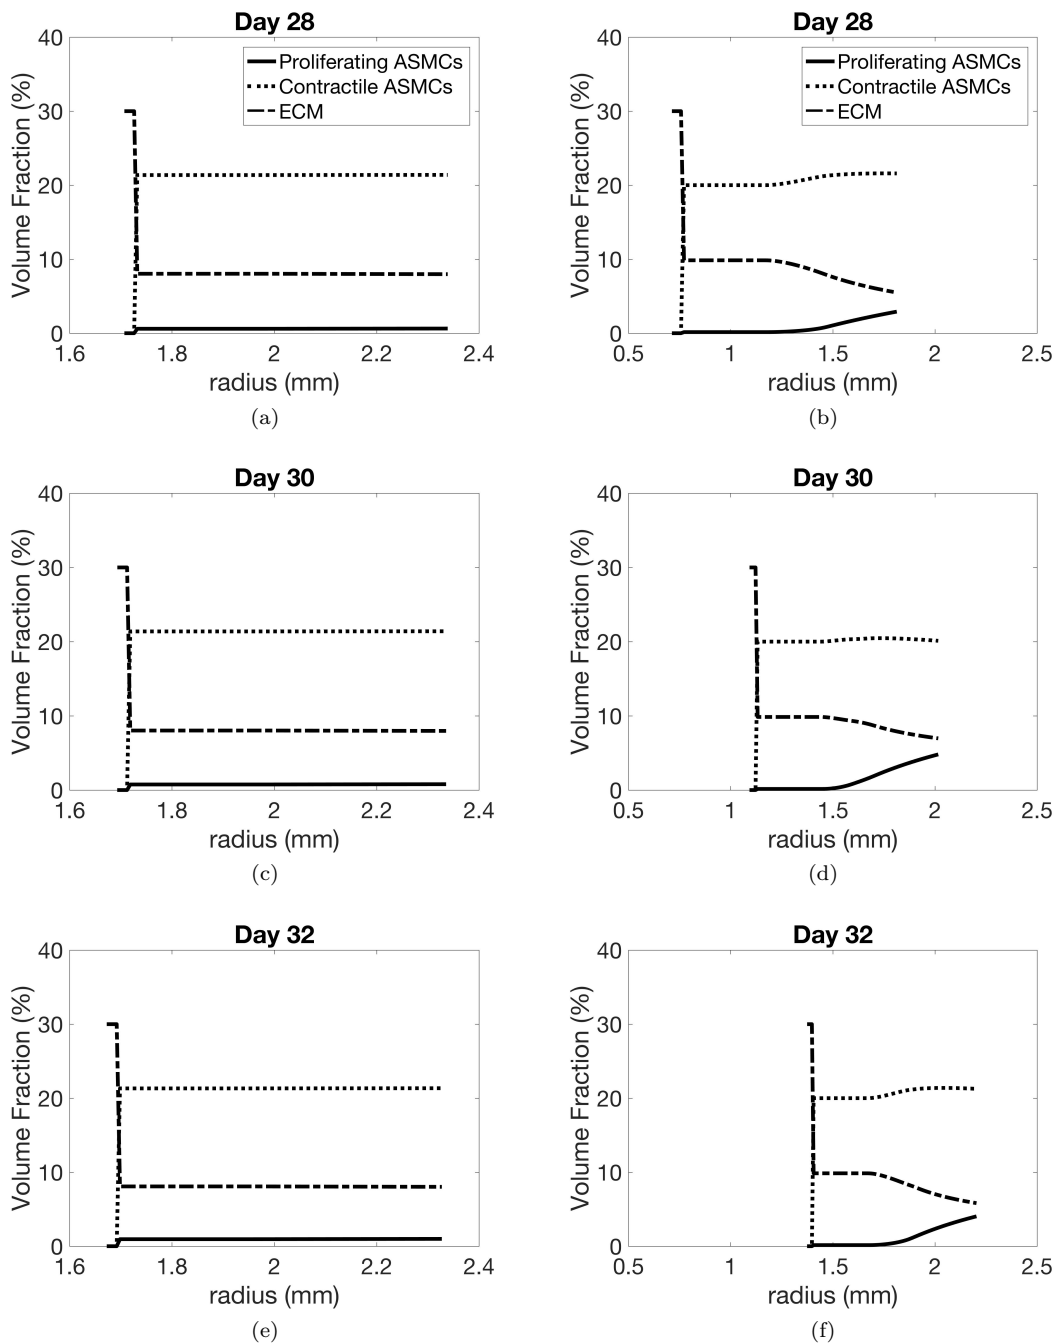 Day 28
Volume Fraction (%)
40
30
20
10
0
Proliferating ASMCs
Contractile ASMCs
ECM
1.6 1.8 2 2.2 2.4
radius (mm)
(a)
Day 28
Volume Fraction (%)
40
30
20
10
0
Proliferating ASMCs
Contractile ASMCs
ECM
0.5 1 1.5 2 2.5
radius (mm)
(b)
Day 30
Volume Fraction (%)
40
30
20
10
0
1.6 1.8 2 2.2 2.4
radius (mm)
(c)
Day 30
Volume Fraction (%)
40
30
20
10
0
0.5 1 1.5 2 2.5
radius (mm)
(d)
Day 32
Volume Fraction (%)
40
30
20
10
0
1.6 1.8 2 2.2 2.4
radius (mm)
(e)
Day 32
Volume Fraction (%)
40
30
20
10
0
0.5 1 1.5 2 2.5
radius (mm)
(f)